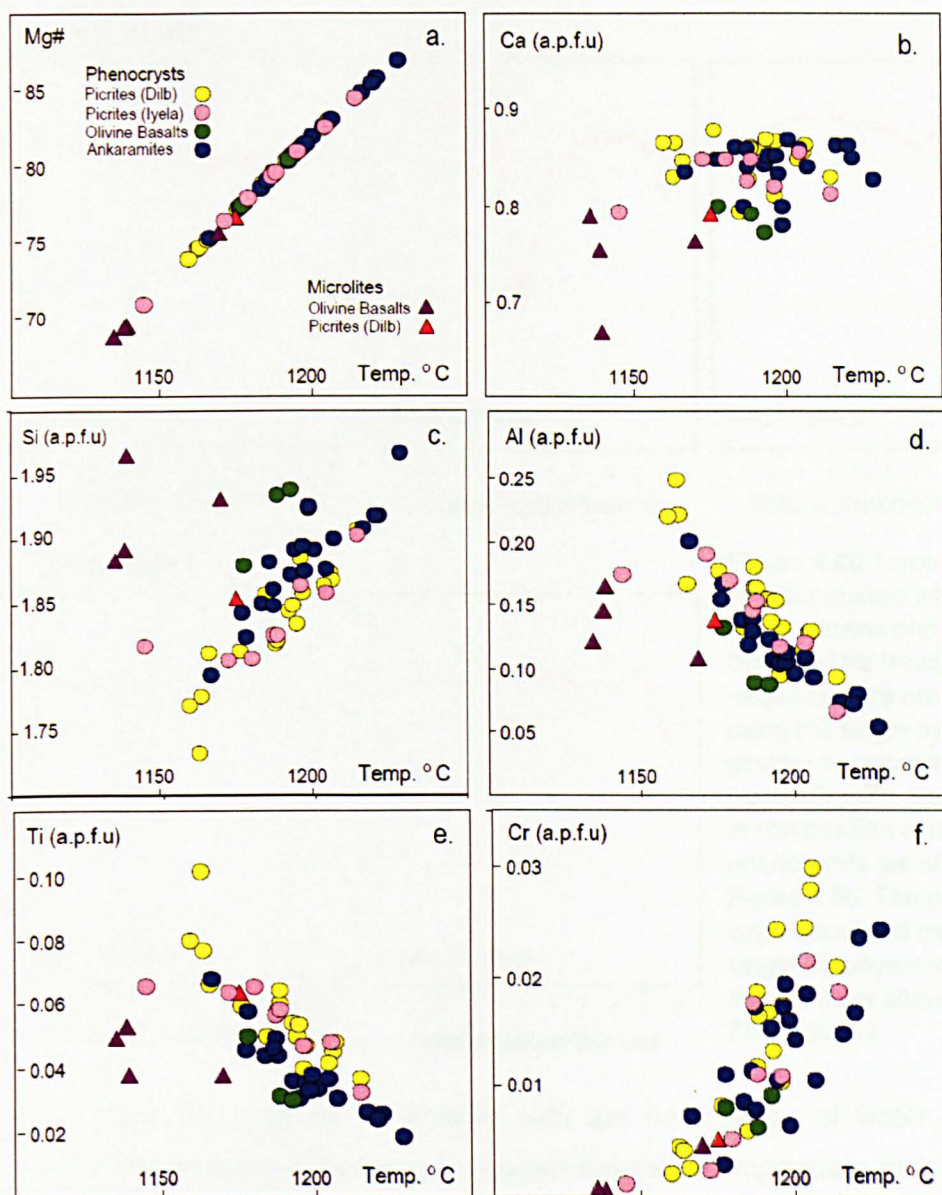 Mg#
a.
Phenocrysts
Picrites (Dilb)
Picrites (Iyela)
Olivine Basalts
Ankaramites
85
80
75
70
Microlites
Olivine Basalts
Picrites (Dilb)
1150
1200
Temp. °C
Ca (a.p.f.u)
b.
0.9
0.8
0.7
1150
1200
Temp. °C
Si (a.p.f.u)
c.
1.95
1.90
1.85
1.80
1.75
1150
1200
Temp. °C
Al (a.p.f.u)
d.
0.25
0.20
0.15
0.10
0.05
1150
1200
Temp. °C
Ti (a.p.f.u)
e.
0.10
0.08
0.06
0.04
0.02
1150
1200
Temp. °C
Cr (a.p.f.u)
f.
0.03
0.02
0.01
1150
1200
Temp. °C